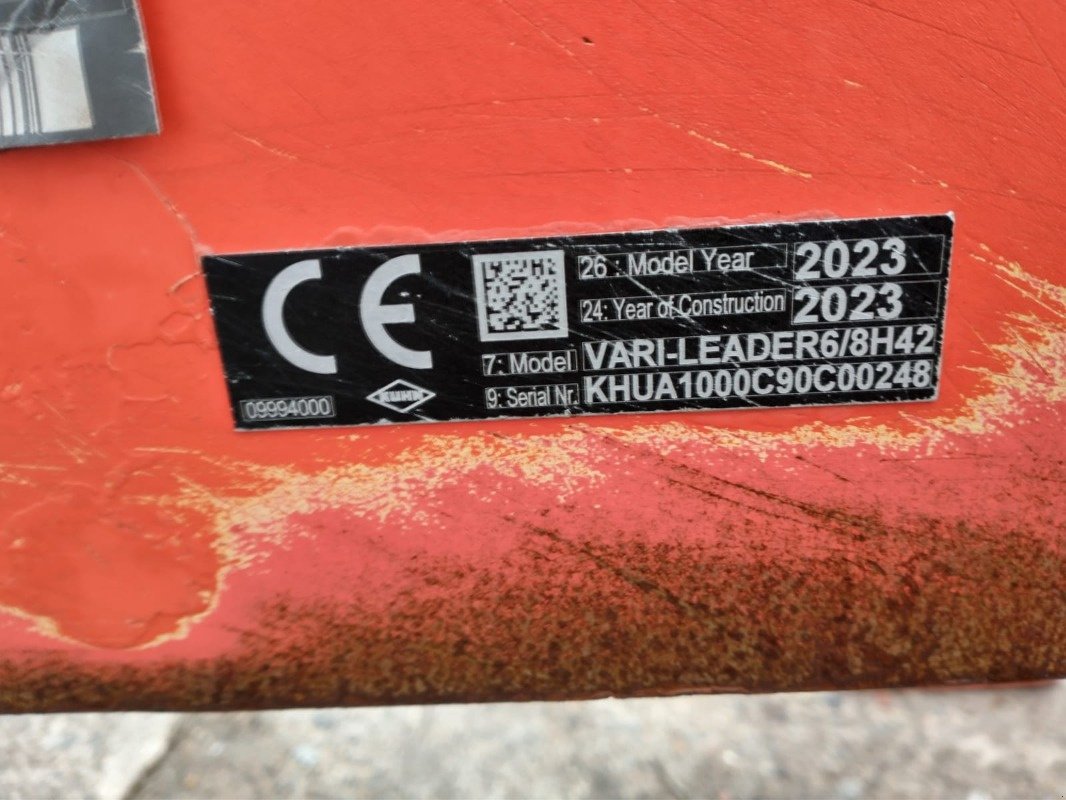 CE
26 : Model Year 2023
24: Year of Construction 2023
7: Model VARI-LEADER6/8H42
9: Serial Nr. KHUA1000C90C00248
09994000
KUHN